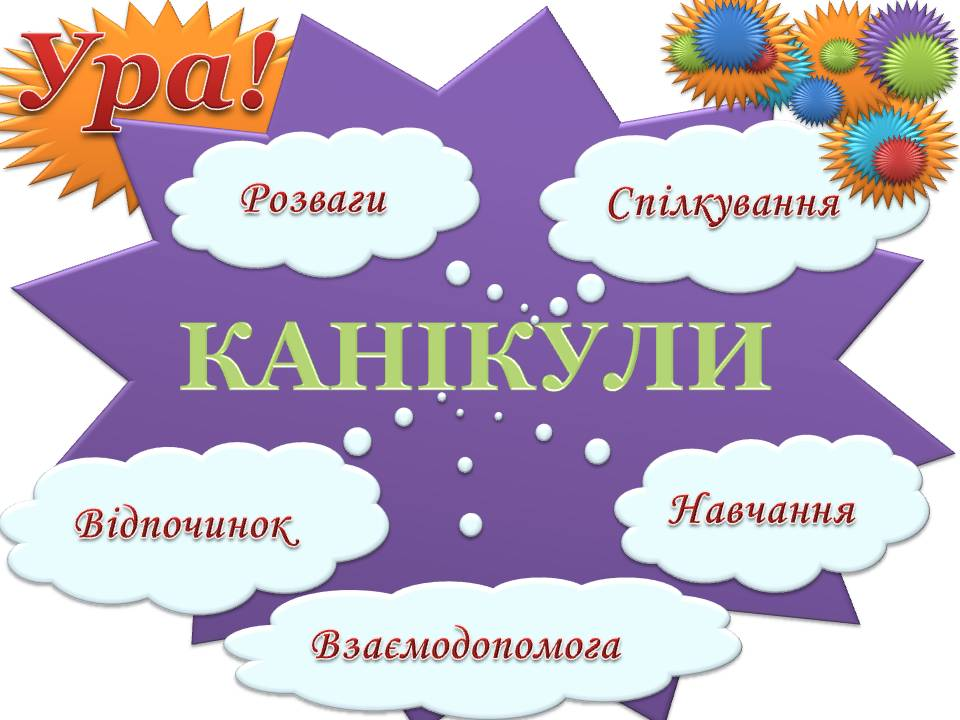 Ура!
Розваги
Спілкування
КАНІКУЛИ
Відпочинок
Навчання
Взаємодопомога